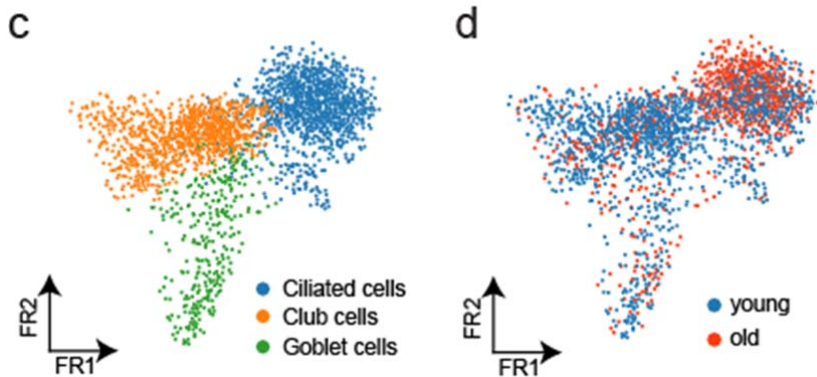 c
FR2
FR1
Ciliated cells
Club cells
Goblet cells
d
FR2
FR1
young
old